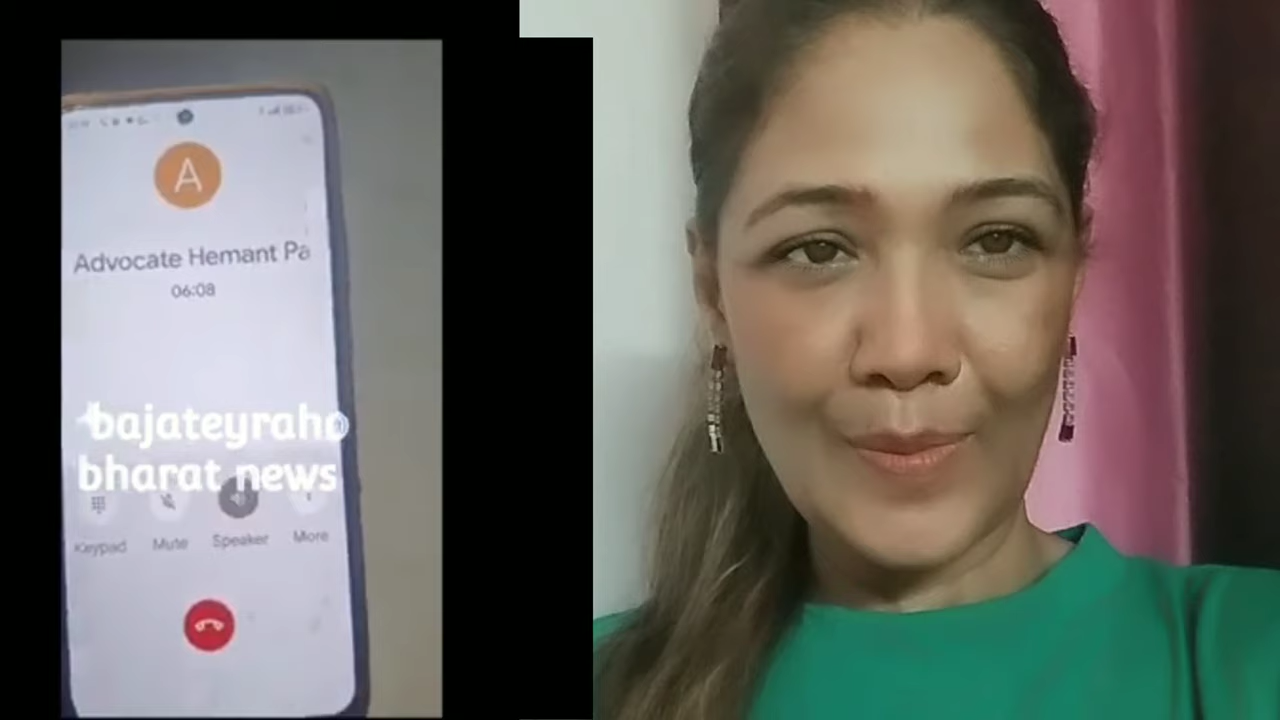 A
Advocate Hemant Pa
06:08
bajateyraho
bharat news
Keypad Mute Speaker More